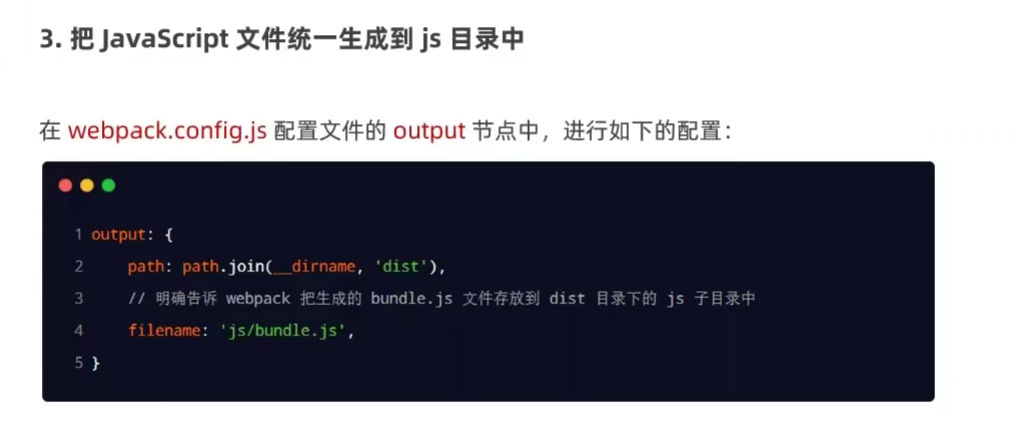 3. 把 JavaScript 文件统一生成到 js 目录中
在 webpack.config.js 配置文件的 output 节点中，进行如下的配置：
1 output: {
2     path: path.join(__dirname, 'dist'),
3     // 明确告诉 webpack 把生成的 bundle.js 文件存放到 dist 目录下的 js 子目录中
4     filename: 'js/bundle.js',
5 }